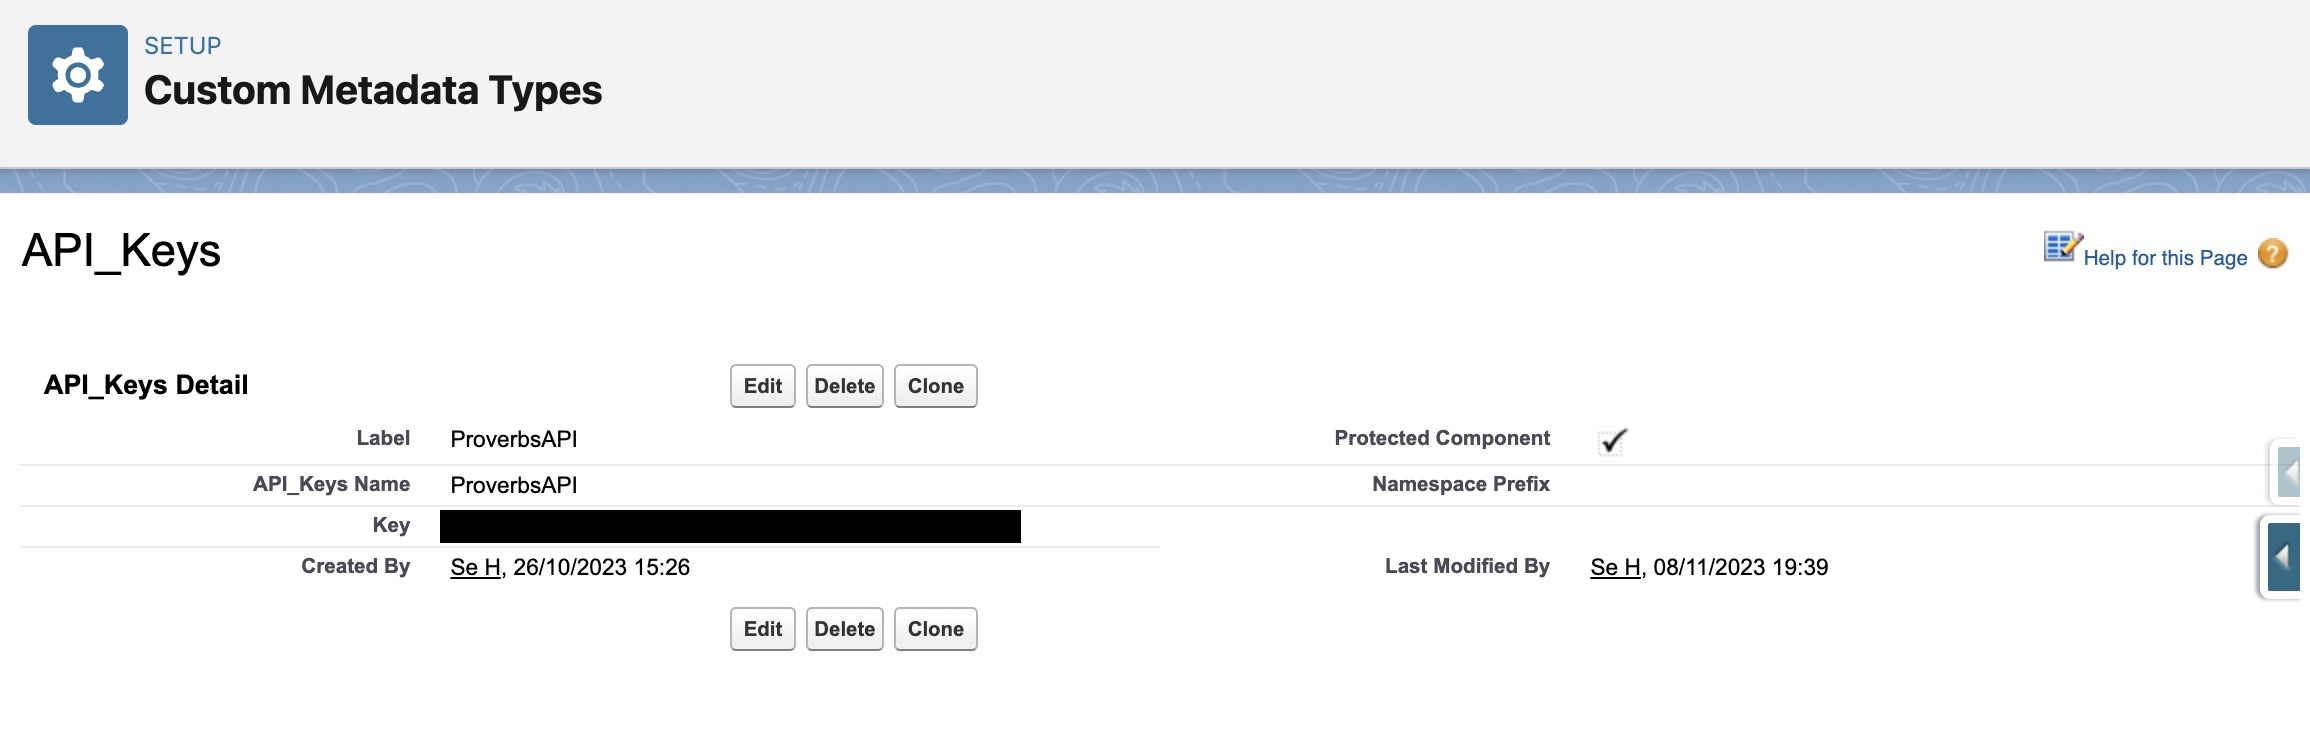 SETUP
Custom Metadata Types
API_Keys
Help for this Page ?
API_Keys Detail
Edit Delete Clone
Label ProverbsAPI Protected Component
API_Keys Name ProverbsAPI Namespace Prefix
Key
Created By Se H, 26/10/2023 15:26 Last Modified By Se H, 08/11/2023 19:39
Edit Delete Clone